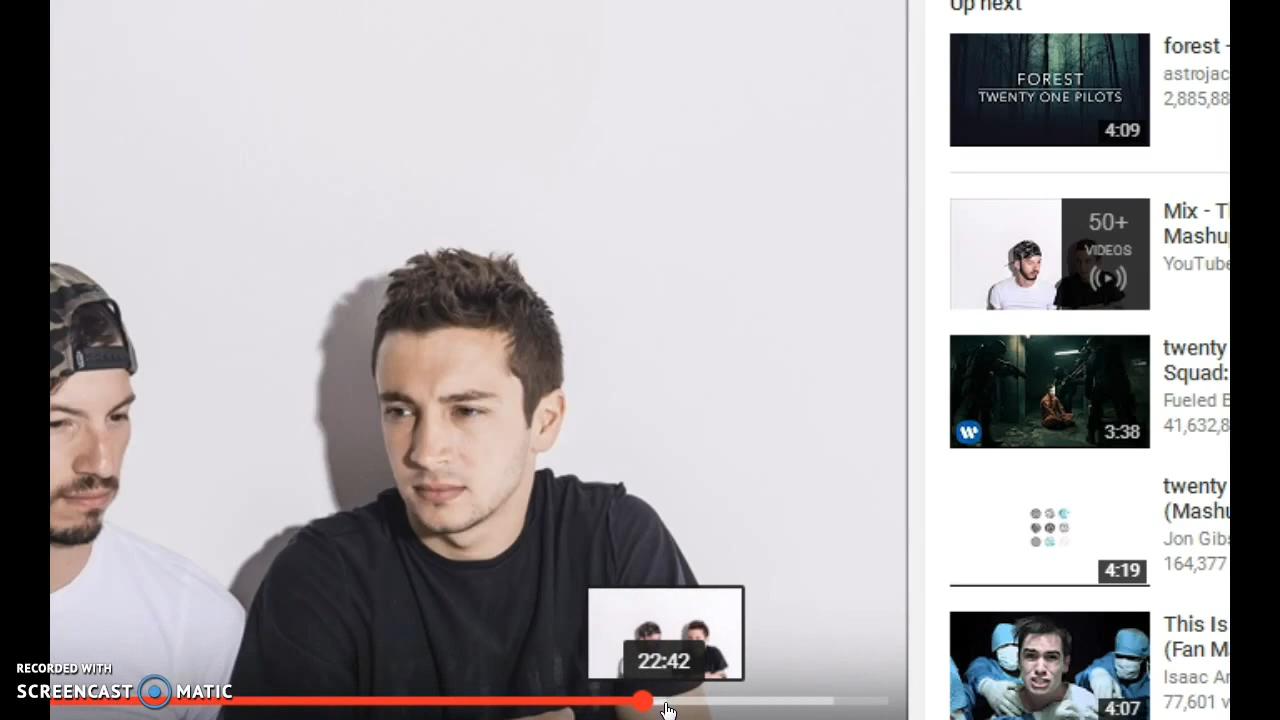 Up next
forest -
astrojac
2,885,88
FOREST
TWENTY ONE PILOTS
4:09
Mix - T
Mashu
YouTube
50+
VIDEOS
twenty
Squad:
Fueled B
41,632,8
3:38
twenty
(Mashu
Jon Gibs
164,377
4:19
This Is
(Fan M
Isaac Ar
77,601 v
4:07
22:42
RECORDED WITH
SCREENCAST MATIC